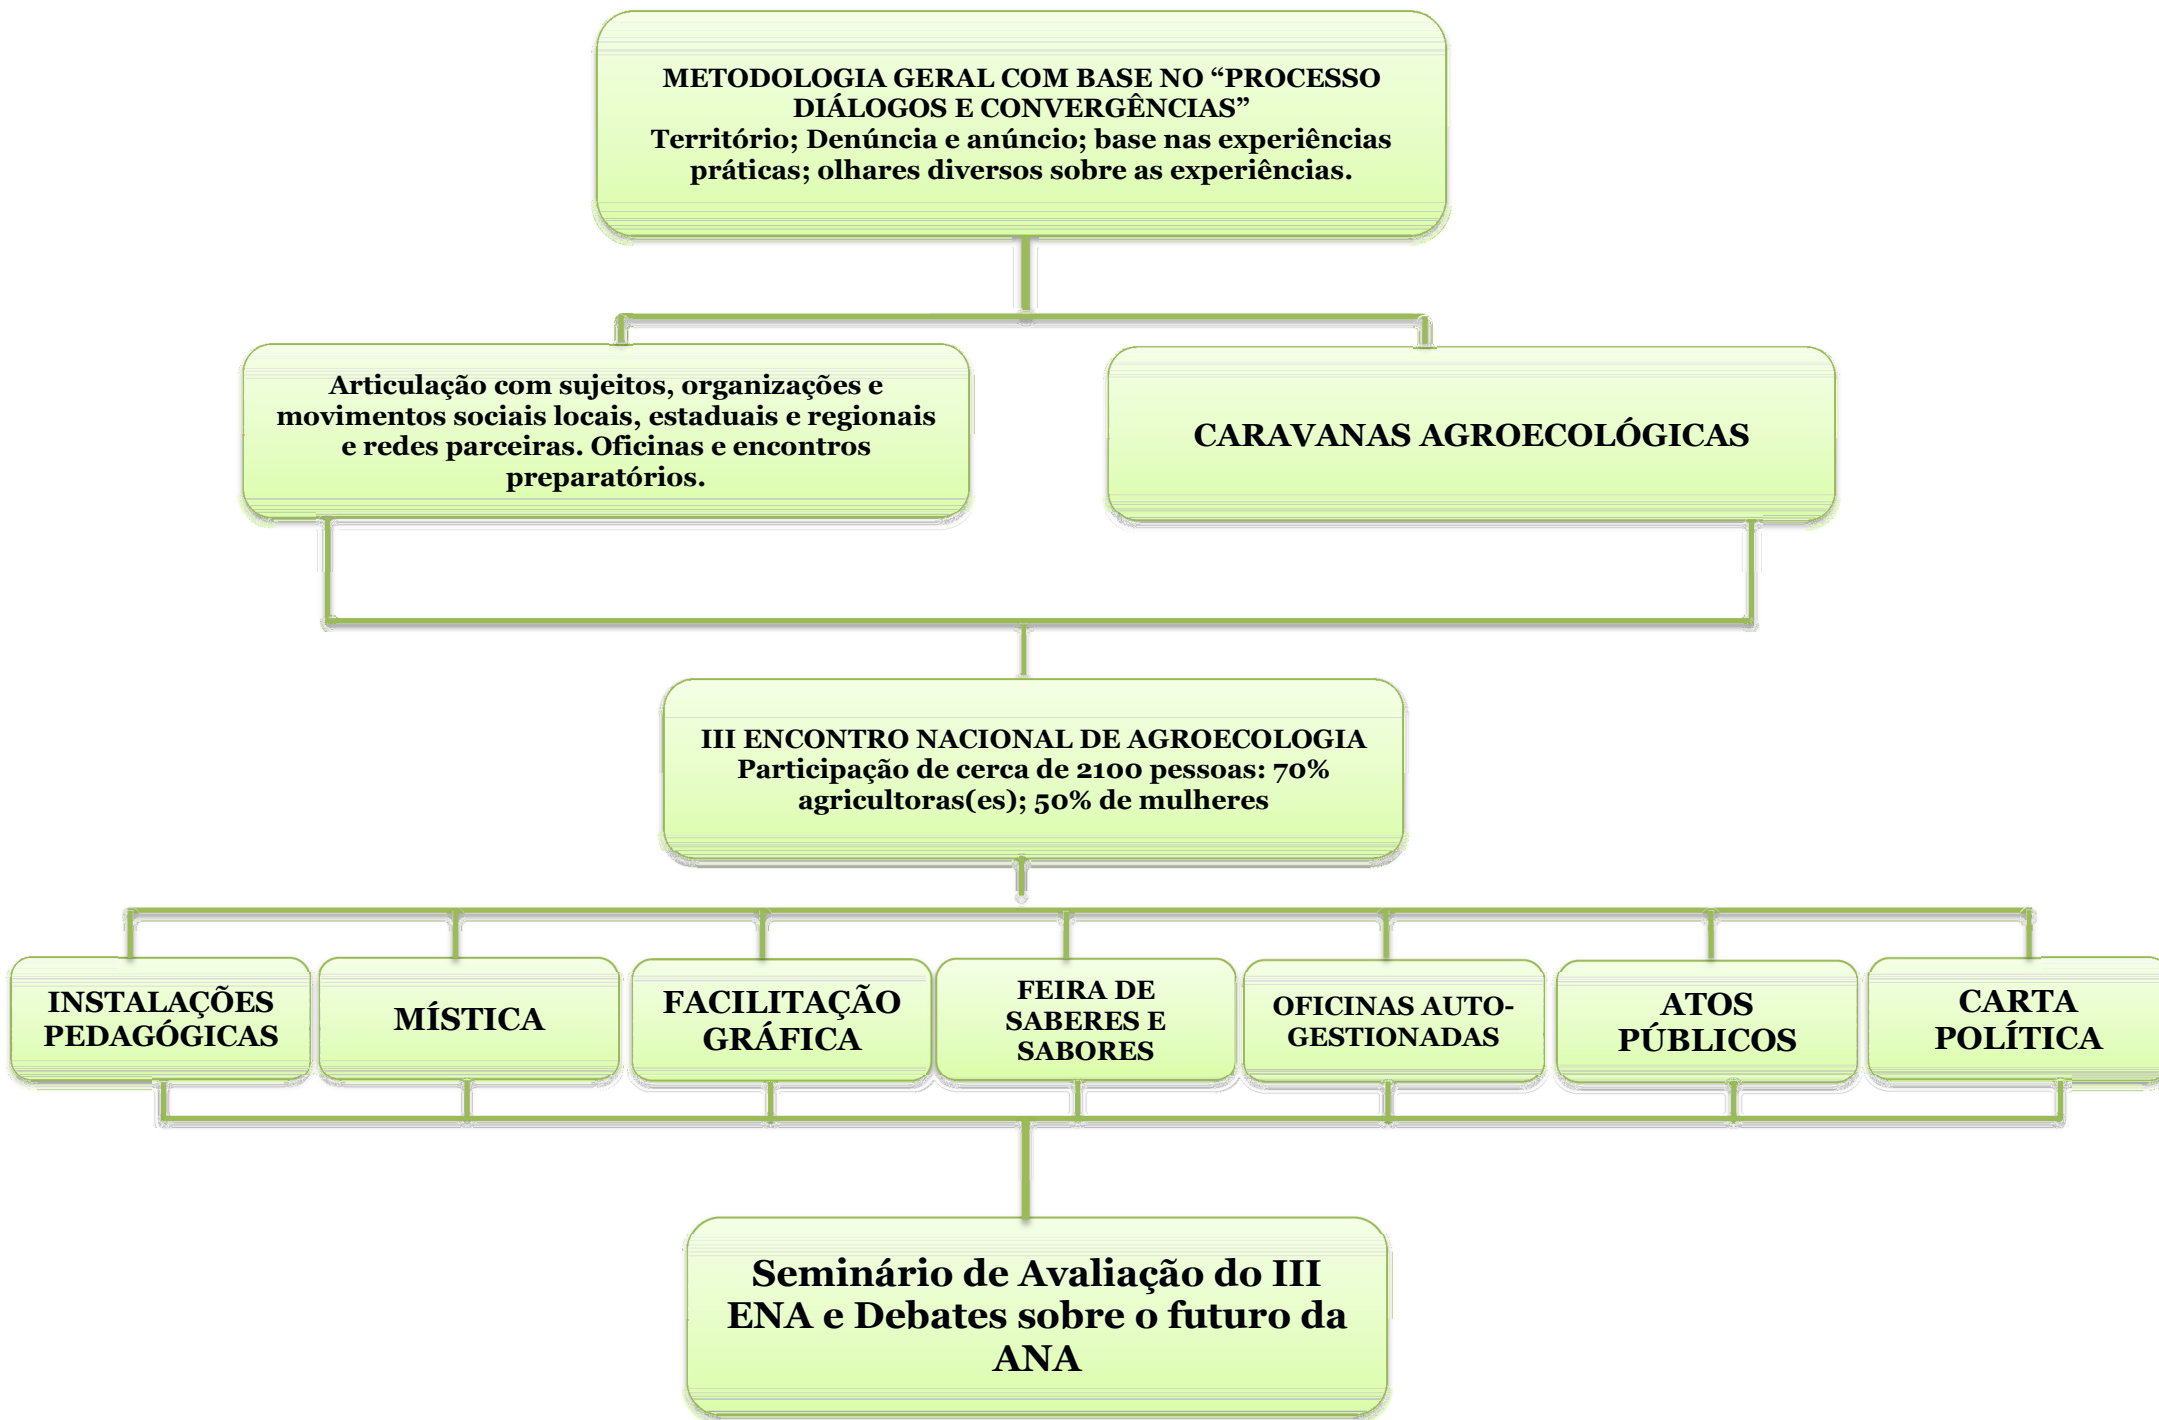 METODOLOGIA GERAL COM BASE NO “PROCESSO
DIÁLOGOS E CONVERGÊNCIAS”
Território; Denúncia e anúncio; base nas experiências
práticas; olhares diversos sobre as experiências.
Articulação com sujeitos, organizações e
movimentos sociais locais, estaduais e regionais
e redes parceiras. Oficinas e encontros
preparatórios.
CARAVANAS AGROECOLÓGICAS
III ENCONTRO NACIONAL DE AGROECOLOGIA
Participação de cerca de 2100 pessoas: 70%
agricultoras(es); 50% de mulheres
INSTALAÇÕES
PEDAGÓGICAS
MÍSTICA
FACILITAÇÃO
GRÁFICA
FEIRA DE
SABERES E
SABORES
OFICINAS AUTO-
GESTIONADAS
ATOS
PÚBLICOS
CARTA
POLÍTICA
Seminário de Avaliação do III
ENA e Debates sobre o futuro da
ANA